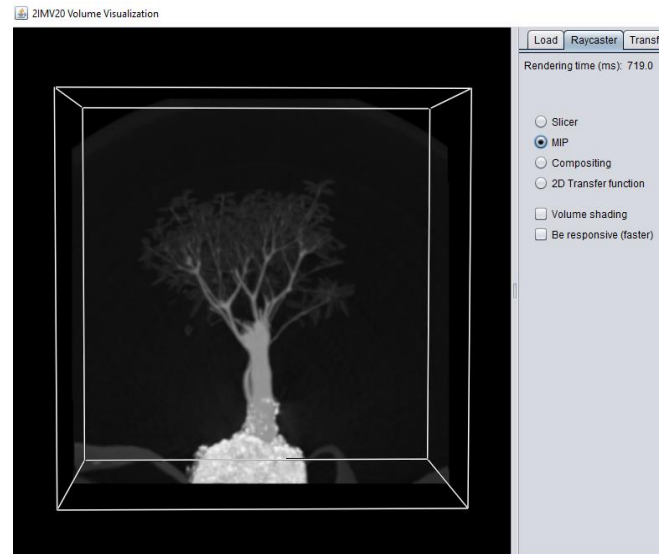 2IMV20 Volume Visualization
Load Raycaster Transf
Rendering time (ms): 719.0
Slicer
MIP
Compositing
2D Transfer function
Volume shading
Be responsive (faster)